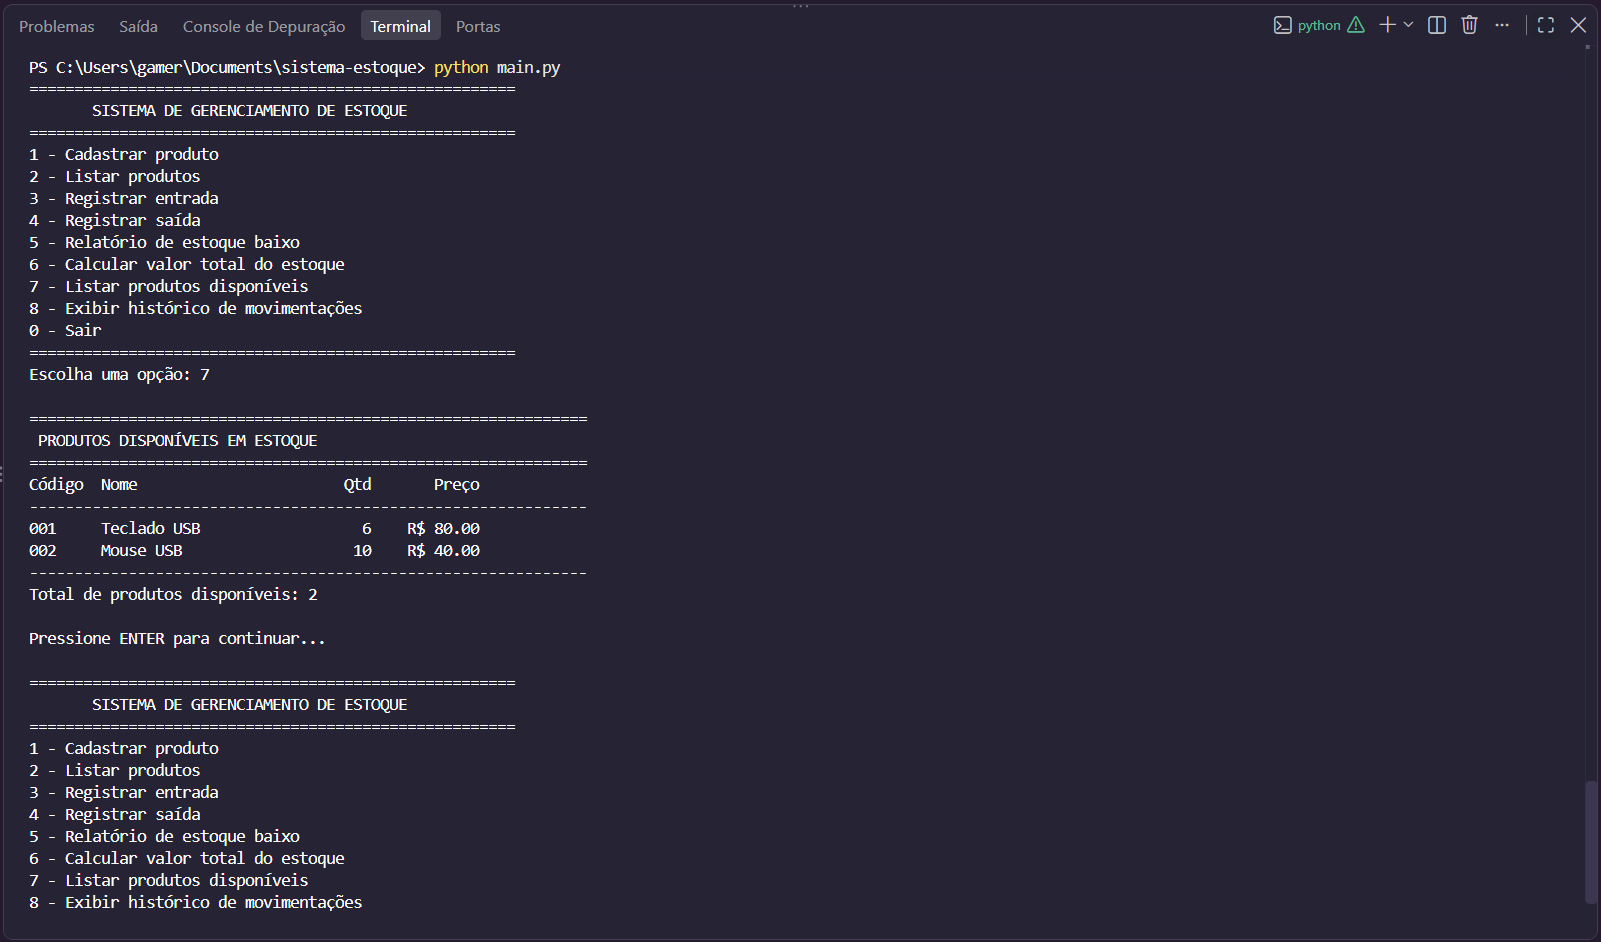 Problemas Saída Console de Depuração Terminal Portas python
PS C:\Users\gamer\Documents\sistema-estoque> python main.py
======================================================
       SISTEMA DE GERENCIAMENTO DE ESTOQUE
======================================================
1 - Cadastrar produto
2 - Listar produtos
3 - Registrar entrada
4 - Registrar saída
5 - Relatório de estoque baixo
6 - Calcular valor total do estoque
7 - Listar produtos disponíveis
8 - Exibir histórico de movimentações
0 - Sair
======================================================
Escolha uma opção: 7

==============================================================
 PRODUTOS DISPONÍVEIS EM ESTOQUE
==============================================================
Código  Nome                       Qtd       Preço
--------------------------------------------------------------
001     Teclado USB                  6    R$ 80.00
002     Mouse USB                   10    R$ 40.00
--------------------------------------------------------------
Total de produtos disponíveis: 2

Pressione ENTER para continuar...

======================================================
       SISTEMA DE GERENCIAMENTO DE ESTOQUE
======================================================
1 - Cadastrar produto
2 - Listar produtos
3 - Registrar entrada
4 - Registrar saída
5 - Relatório de estoque baixo
6 - Calcular valor total do estoque
7 - Listar produtos disponíveis
8 - Exibir histórico de movimentações